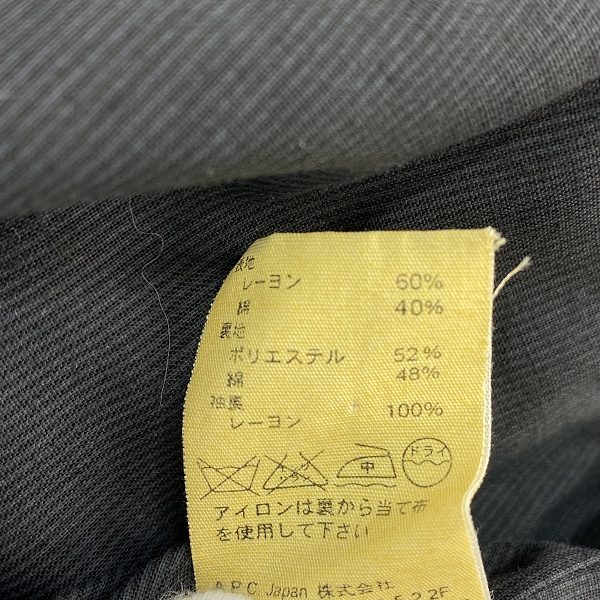 表地
レーヨン 60%
綿 40%
裏地
ポリエステル 52%
綿 48%
袖裏
レーヨン 100%
中
ドライ
アイロンは裏から当て布
を使用して下さい
A.P.C Japan 株式会社
2F